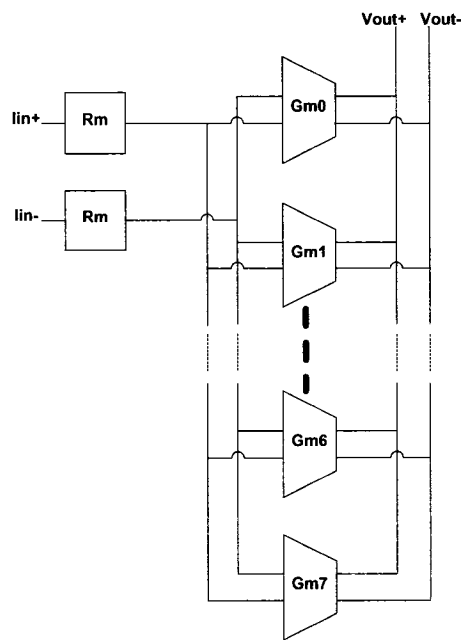 Vout+ Vout-
Gm0
Iin+ Rm
Iin- Rm
Gm1
Gm6
Gm7